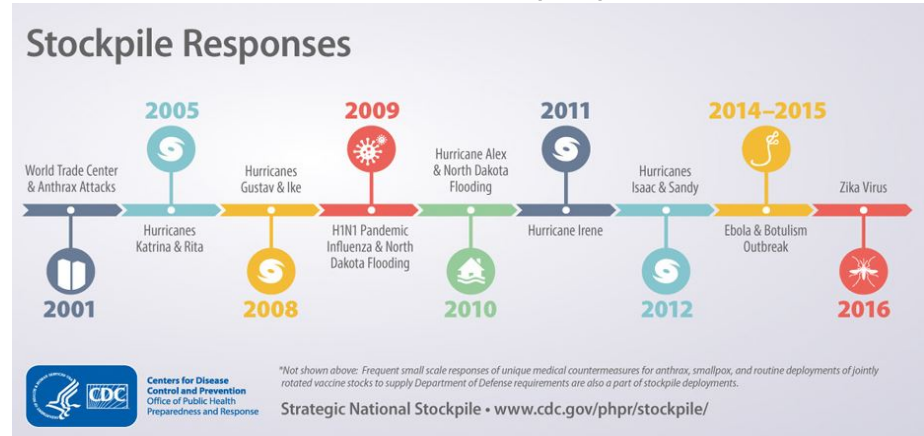 Stockpile Responses
2005
2009
2011
2014–2015
World Trade Center
& Anthrax Attacks
Hurricanes
Gustav & Ike
Hurricane Alex
& North Dakota
Flooding
Hurricanes
Isaac & Sandy
Zika Virus
Hurricanes
Katrina & Rita
H1N1 Pandemic
Influenza & North
Dakota Flooding
Hurricane Irene
Ebola & Botulism
Outbreak
2001
2008
2010
2012
2016
CDC
Centers for Disease
Control and Prevention
Office of Public Health
Preparedness and Response
*Not shown above: Frequent small scale responses of unique medical countermeasures for anthrax, smallpox, and routine deployments of jointly
rotated vaccine stocks to supply Department of Defense requirements are also a part of stockpile deployments.
Strategic National Stockpile • www.cdc.gov/phpr/stockpile/